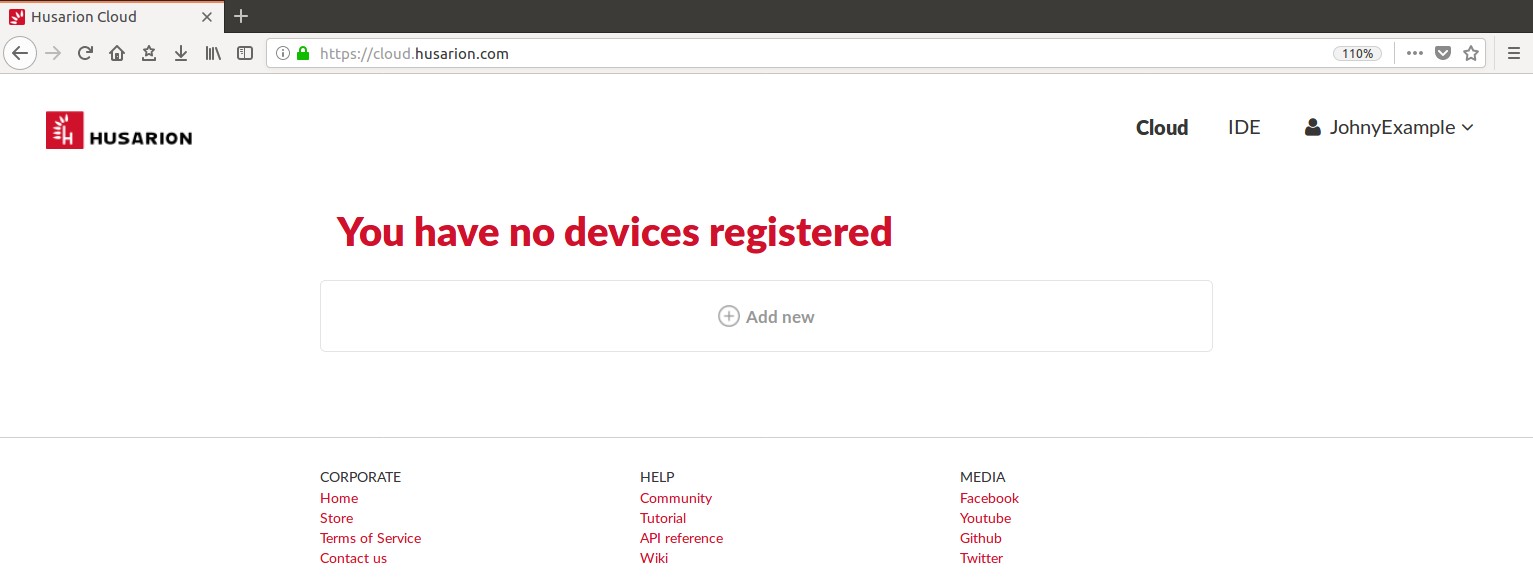 Husarion Cloud
https://cloud.husarion.com
110%
HUSARION
Cloud
IDE
JohnyExample
You have no devices registered
Add new
CORPORATE
Home
Store
Terms of Service
Contact us
HELP
Community
Tutorial
API reference
Wiki
MEDIA
Facebook
Youtube
Github
Twitter